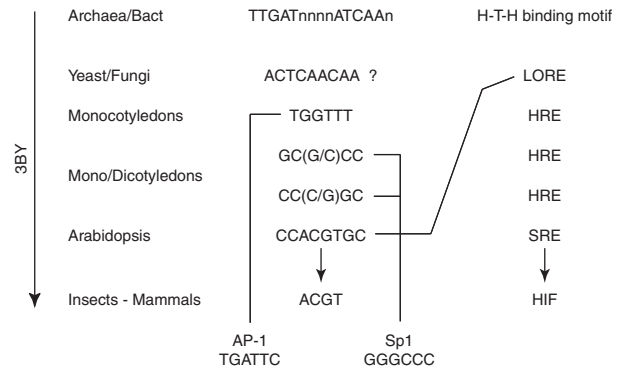 Archaea/Bact TTGATnnnnATCAAn H-T-H binding motif
Yeast/Fungi ACTCAACAA ? LORE
Monocotyledons TGGTTT HRE
GC(G/C)CC HRE
Mono/Dicotyledons
CC(C/G)GC HRE
Arabidopsis CCACGTGC SRE
Insects - Mammals ACGT HIF
3BY
AP-1 Sp1
TGATTC GGGCCC